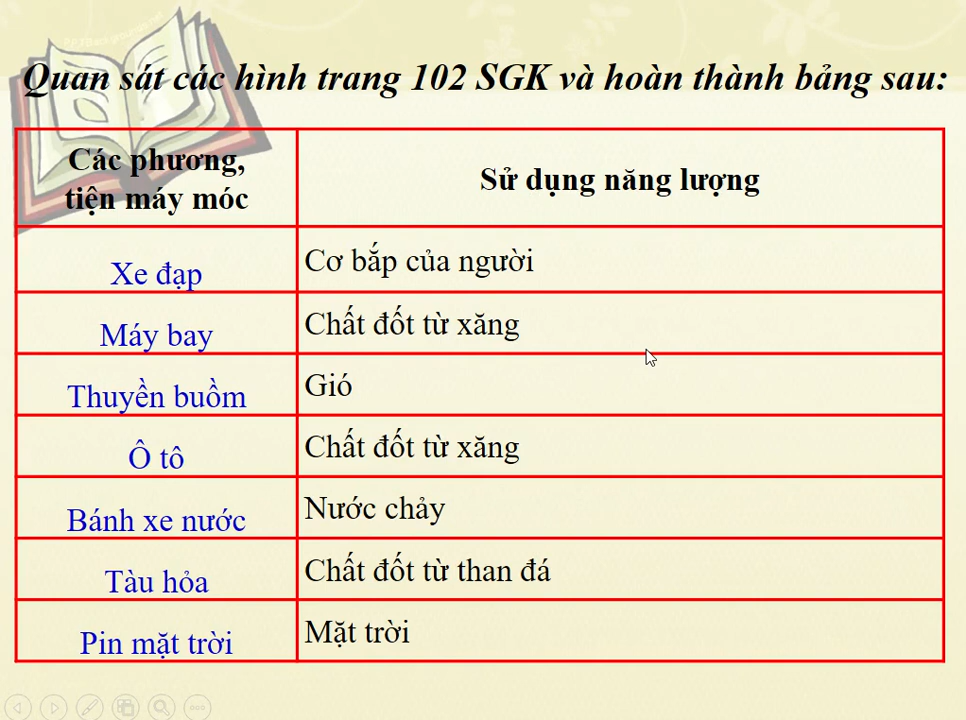 Quan sát các hình trang 102 SGK và hoàn thành bảng sau:
Các phương,
tiện máy móc
Sử dụng năng lượng
Xe đạp
Cơ bắp của người
Máy bay
Chất đốt từ xăng
Thuyền buồm
Gió
Ô tô
Chất đốt từ xăng
Bánh xe nước
Nước chảy
Tàu hỏa
Chất đốt từ than đá
Pin mặt trời
Mặt trời